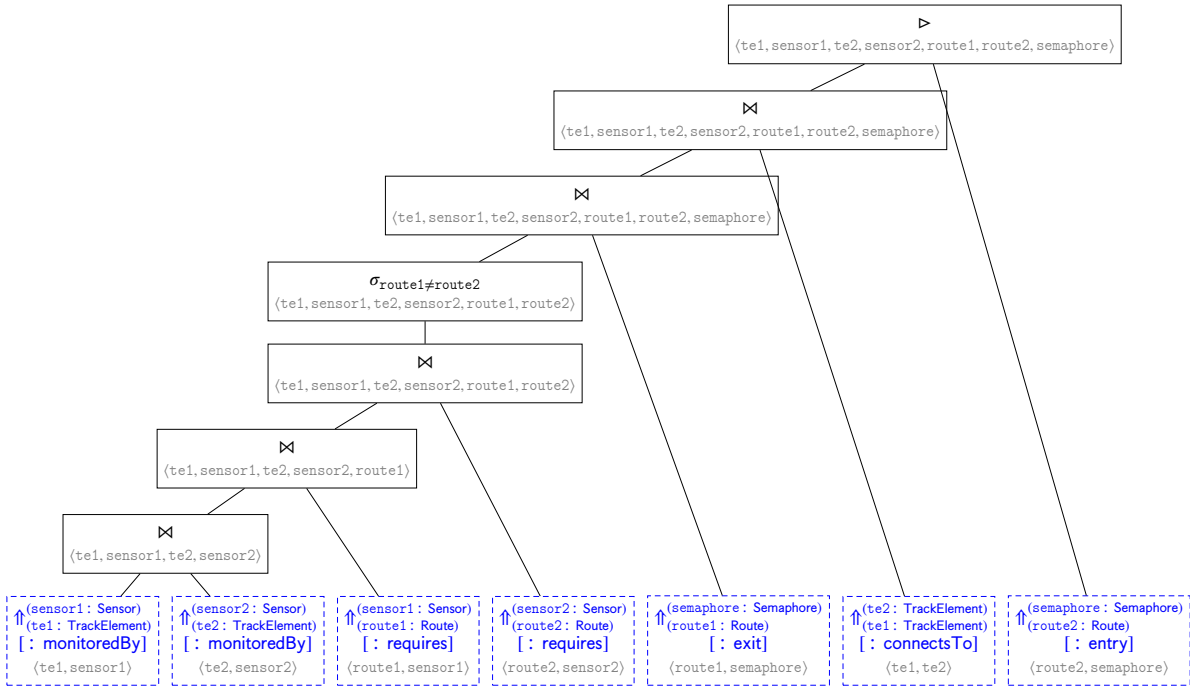 ▷
⟨te1, sensor1, te2, sensor2, route1, route2, semaphore⟩
⋈
⟨te1, sensor1, te2, sensor2, route1, route2, semaphore⟩
⋈
⟨te1, sensor1, te2, sensor2, route1, route2, semaphore⟩
σ route1≠route2
⟨te1, sensor1, te2, sensor2, route1, route2⟩
⋈
⟨te1, sensor1, te2, sensor2, route1, route2⟩
⋈
⟨te1, sensor1, te2, sensor2, route1⟩
⋈
⟨te1, sensor1, te2, sensor2⟩
⇑ (sensor1: Sensor)
(te1: TrackElement)
[: monitoredBy]
⟨te1, sensor1⟩
⇑ (sensor2: Sensor)
(te2: TrackElement)
[: monitoredBy]
⟨te2, sensor2⟩
⇑ (sensor1: Sensor)
(route1: Route)
[: requires]
⟨route1, sensor1⟩
⇑ (sensor2: Sensor)
(route2: Route)
[: requires]
⟨route2, sensor2⟩
⇑ (semaphore: Semaphore)
(route1: Route)
[: exit]
⟨route1, semaphore⟩
⇑ (te2: TrackElement)
(te1: TrackElement)
[: connectsTo]
⟨te1, te2⟩
⇑ (semaphore: Semaphore)
(route2: Route)
[: entry]
⟨route2, semaphore⟩